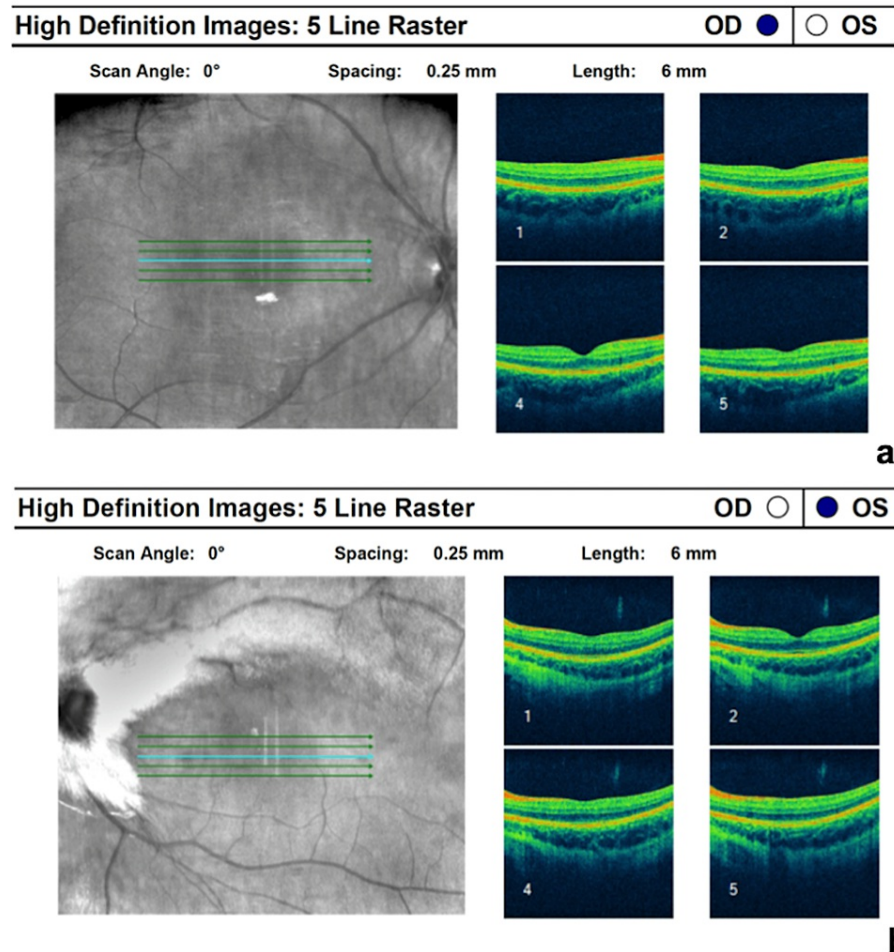 High Definition Images: 5 Line Raster OD OS
Scan Angle: 0° Spacing: 0.25 mm Length: 6 mm
1 2
4 5
a
High Definition Images: 5 Line Raster OD OS
Scan Angle: 0° Spacing: 0.25 mm Length: 6 mm
1 2
4 5